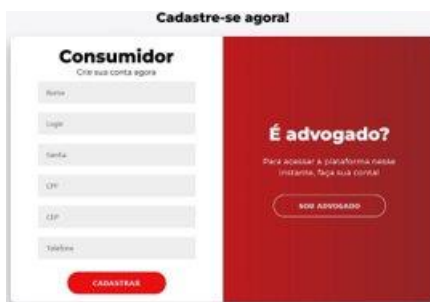 Cadastre-se agora!
Consumidor
Crie sua conta agora
Nome
Login
Senha
CPF
CEP
Telefone
CADASTRAR
É advogado?
Para acessar a plataforma nesse
instante, faça sua conta!
SOU ADVOGADO